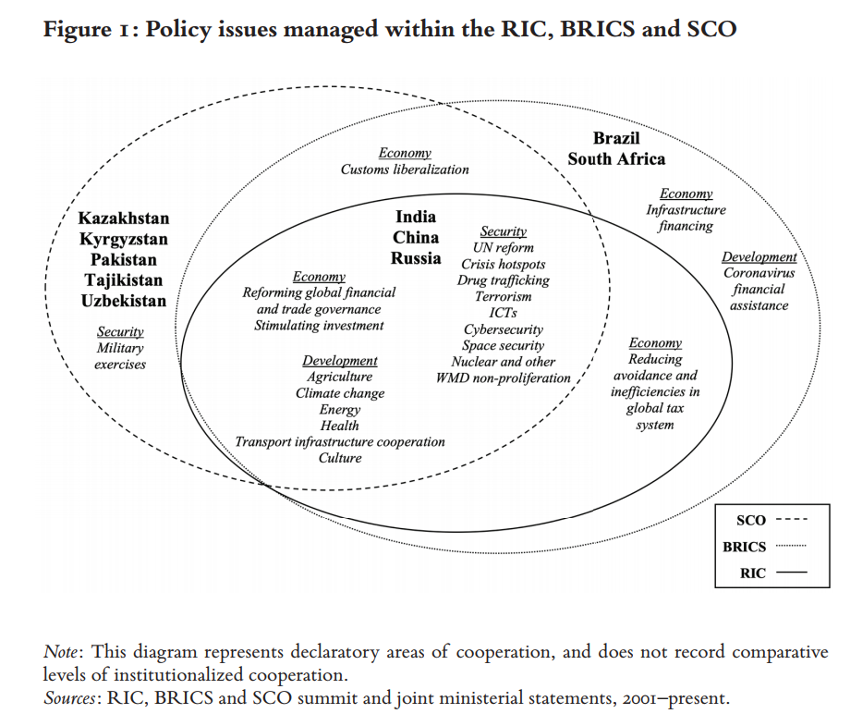 Figure 1: Policy issues managed within the RIC, BRICS and SCO
Brazil
South Africa
Economy
Customs liberalization
Economy
Infrastructure
financing
Kazakhstan
Kyrgyzstan
Pakistan
Tajikistan
Uzbekistan
Security
Military
exercises
India
China
Russia
Economy
Reforming global financial
and trade governance
Stimulating investment
Development
Agriculture
Climate change
Energy
Health
Transport infrastructure cooperation
Culture
Security
UN reform
Crisis hotspots
Drug trafficking
Terrorism
ICTs
Cybersecurity
Space security
Nuclear and other
WMD non-proliferation
Development
Coronavirus
financial
assistance
Economy
Reducing
avoidance and
inefficiencies in
global tax
system
SCO
BRICS
RIC
Note: This diagram represents declaratory areas of cooperation, and does not record comparative
levels of institutionalized cooperation.
Sources: RIC, BRICS and SCO summit and joint ministerial statements, 2001–present.